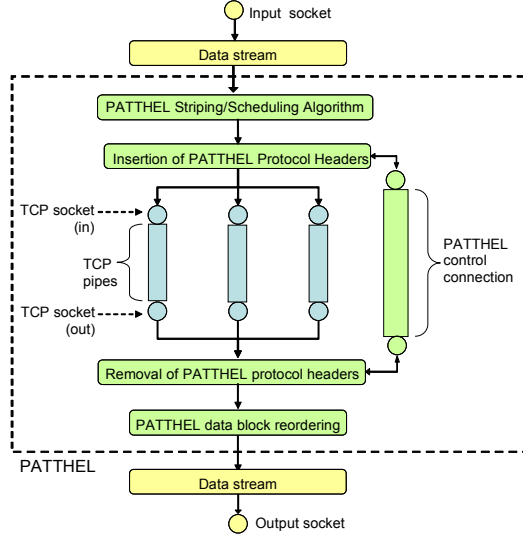 Input socket
Data stream
PATTHEL Striping/Scheduling Algorithm
Insertion of PATTHEL Protocol Headers
TCP socket
(in)
TCP
pipes
TCP socket
(out)
PATTHEL
control
connection
Removal of PATTHEL protocol headers
PATTHEL data block reordering
PATTHEL
Data stream
Output socket